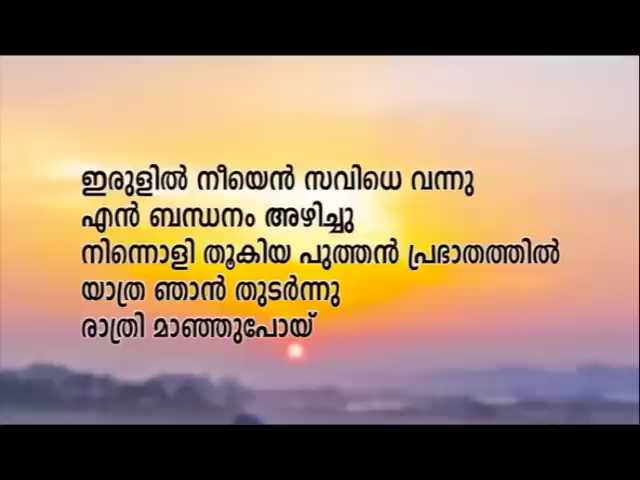 ഇരുളിൽ നീയെൻ സവിധെ വന്നു
എൻ ബന്ധനം അഴിച്ചു
നിന്നൊളി തൂകിയ പുത്തൻ പ്രഭാതത്തിൽ
യാത്ര ഞാൻ തുടർന്നു
രാത്രി മാഞ്ഞുപോയ്